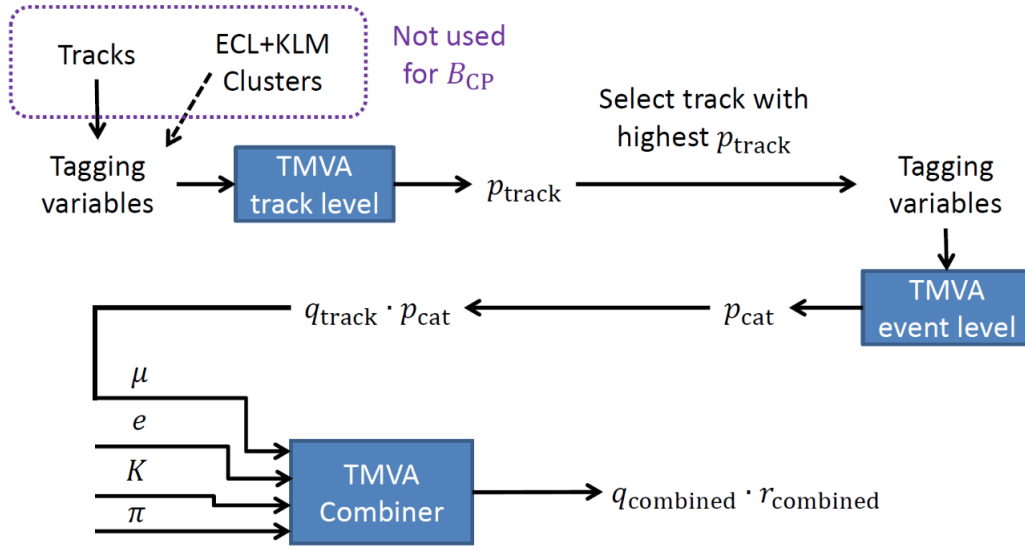 Tracks
ECL+KLM
Clusters
Not used
for B_CP
Tagging
variables
TMVA
track level
p_track
Select track with
highest p_track
Tagging
variables
TMVA
event level
p_cat
q_track · p_cat
μ
e
K
π
TMVA
Combiner
q_combined · r_combined